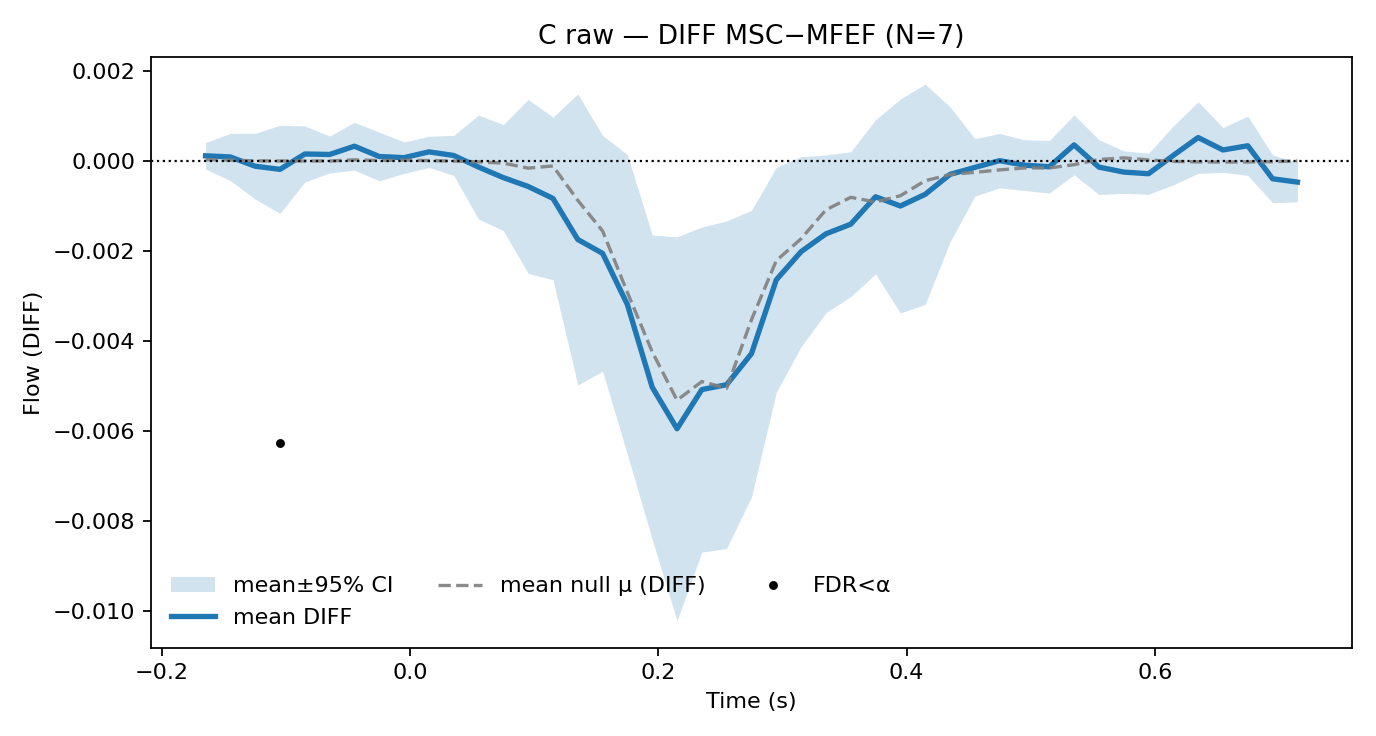 C raw — DIFF MSC−MFEF (N=7)
0.002
0.000
−0.002
−0.004
−0.006
−0.008
−0.010
Flow (DIFF)
mean±95% CI
mean DIFF
mean null μ (DIFF)
FDR<α
−0.2
0.0
0.2
0.4
0.6
Time (s)